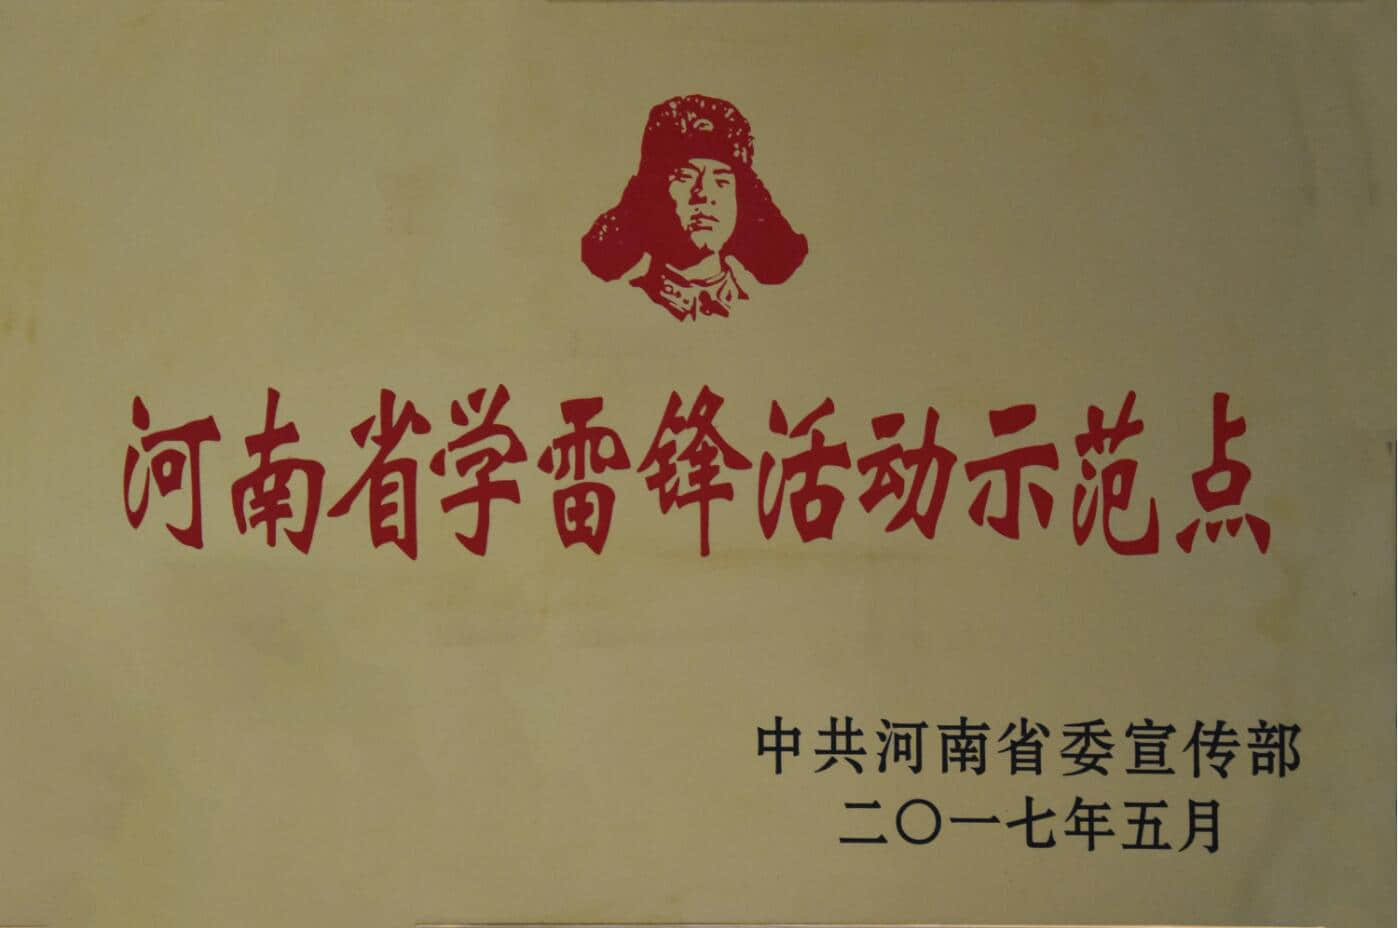 河南省学雷锋活动示范点
中共河南省委宣传部
二〇一七年五月